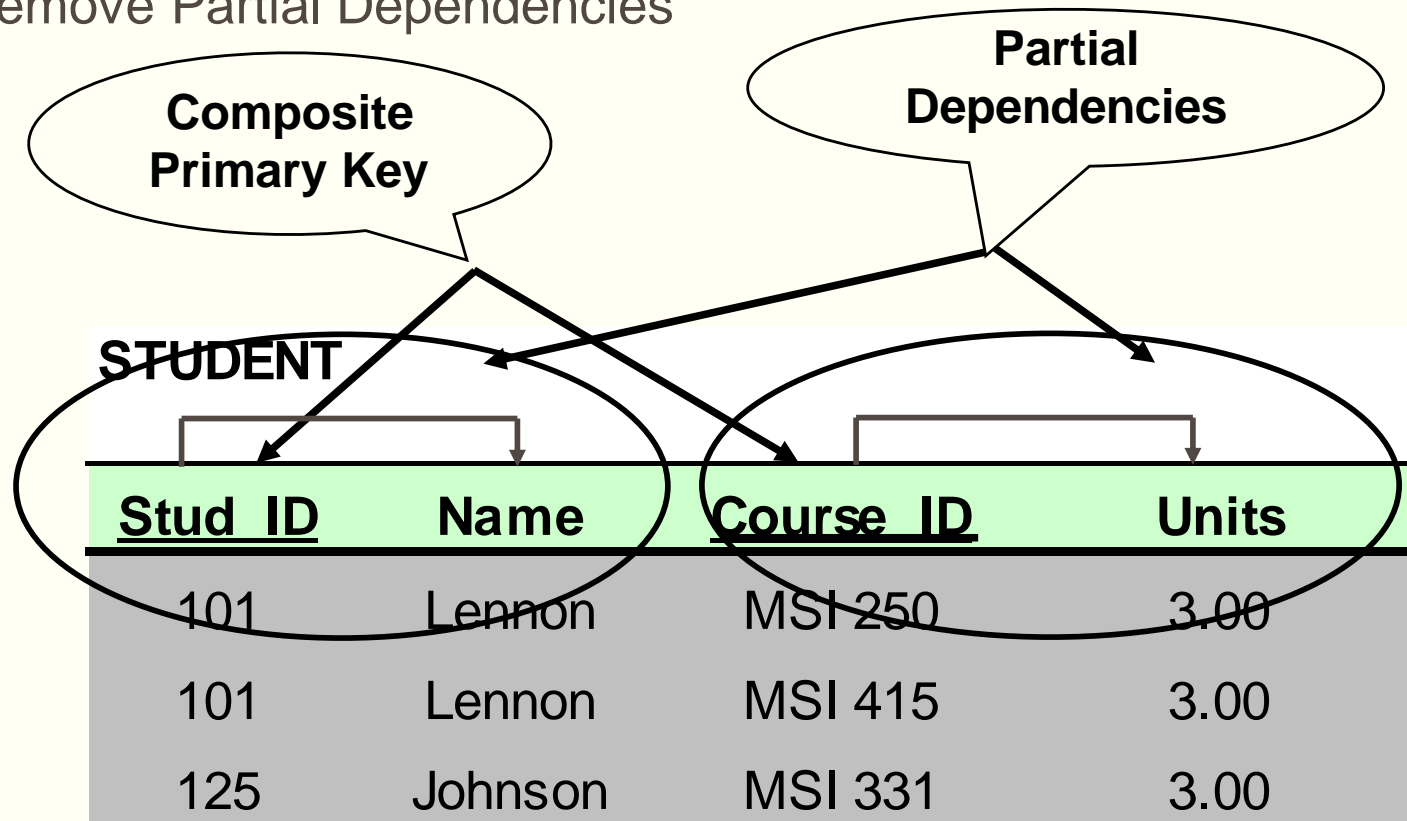 emove Partial Dependencies
Composite
Primary Key
Partial
Dependencies
STUDENT
Stud_ID Name Course_ID Units
101 Lennon MSI 250 3.00
101 Lennon MSI 415 3.00
125 Johnson MSI 331 3.00